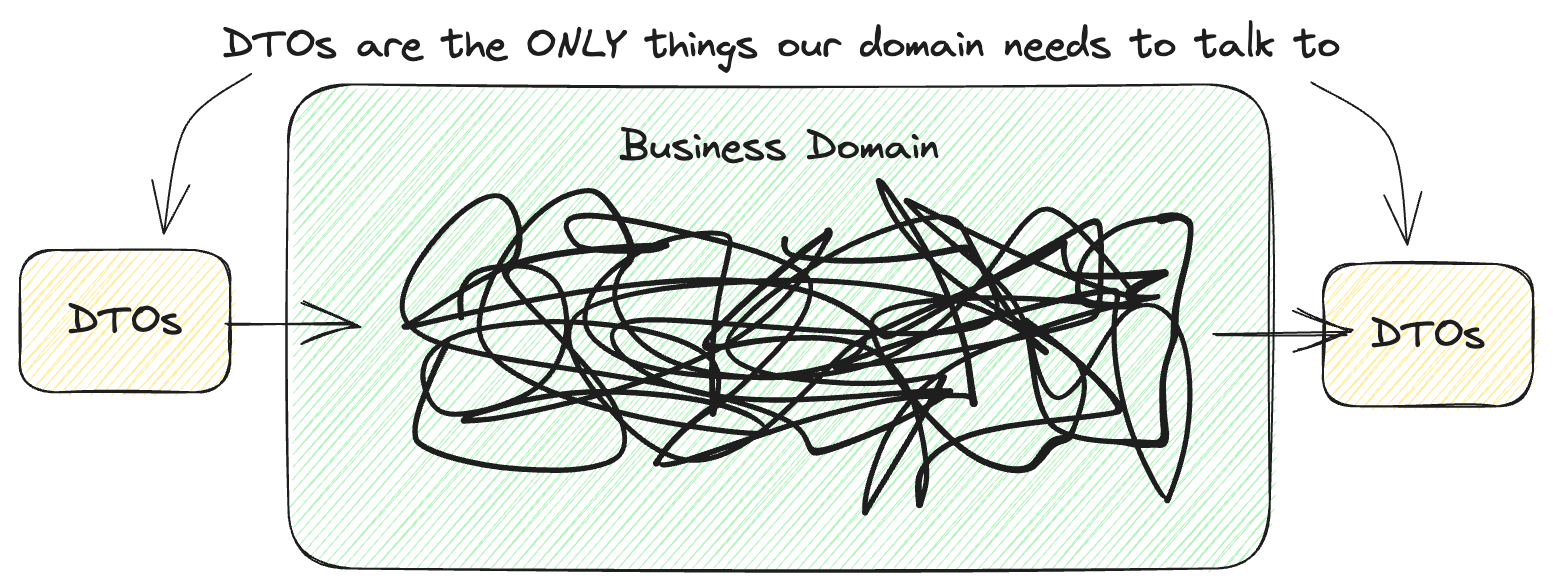 DTOs are the ONLY things our domain needs to talk to
Business Domain
DTOs
DTOs